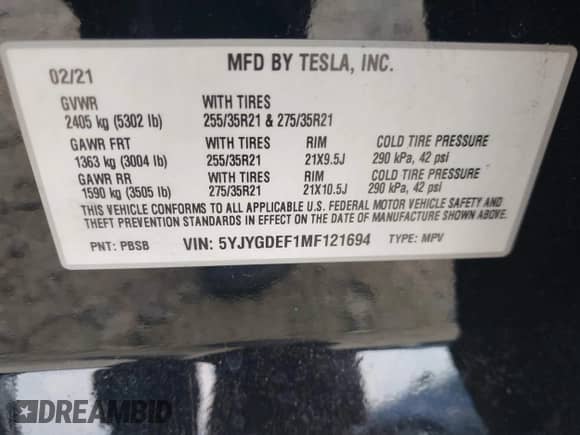 02/21 MFD BY TESLA, INC.
GVWR WITH TIRES
2405 kg (5302 lb) 255/35R21 & 275/35R21
GAWR FRT WITH TIRES RIM COLD TIRE PRESSURE
1363 kg (3004 lb) 255/35R21 21X9.5J 290 kPa, 42 psi
GAWR RR WITH TIRES RIM COLD TIRE PRESSURE
1590 kg (3505 lb) 275/35R21 21X10.5J 290 kPa, 42 psi
THIS VEHICLE CONFORMS TO ALL APPLICABLE U.S. FEDERAL MOTOR VEHICLE SAFETY AND
THEFT PREVENTION STANDARDS IN EFFECT ON THE DATE OF MANUFACTURE SHOWN ABOVE.
PNT: PBSB VIN: 5YJYGDEF1MF121694 TYPE: MPV
DREAMBID